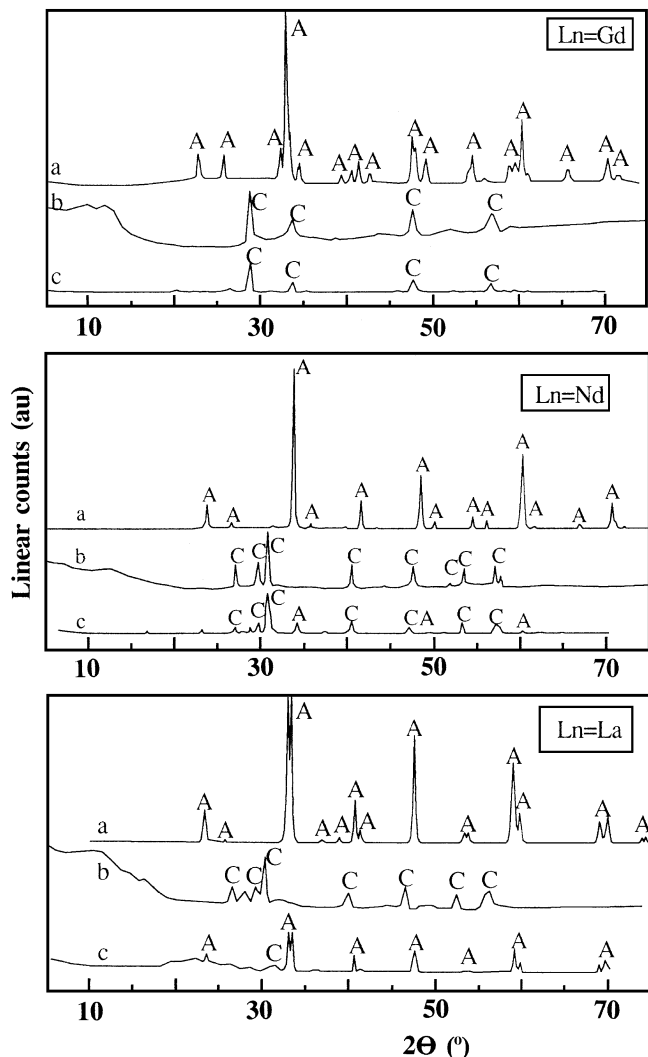 A
Ln=Gd
A A A A A A A A A A A A A A A A
a
b C C C C
c C C C C
10 30 50 70
Linear counts (au)
A
Ln=Nd
a A A A A A A A A A A A A
b C C C C C C C
c C C C A C C A C C A
10 30 50 70
A
Ln=La
a A A A A A A A A A A A A
b C C C C C C C
c A C A A A A A A
10 30 50 70
2Θ (º)